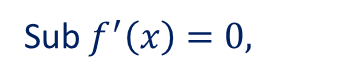 Sub f′(x) = 0,